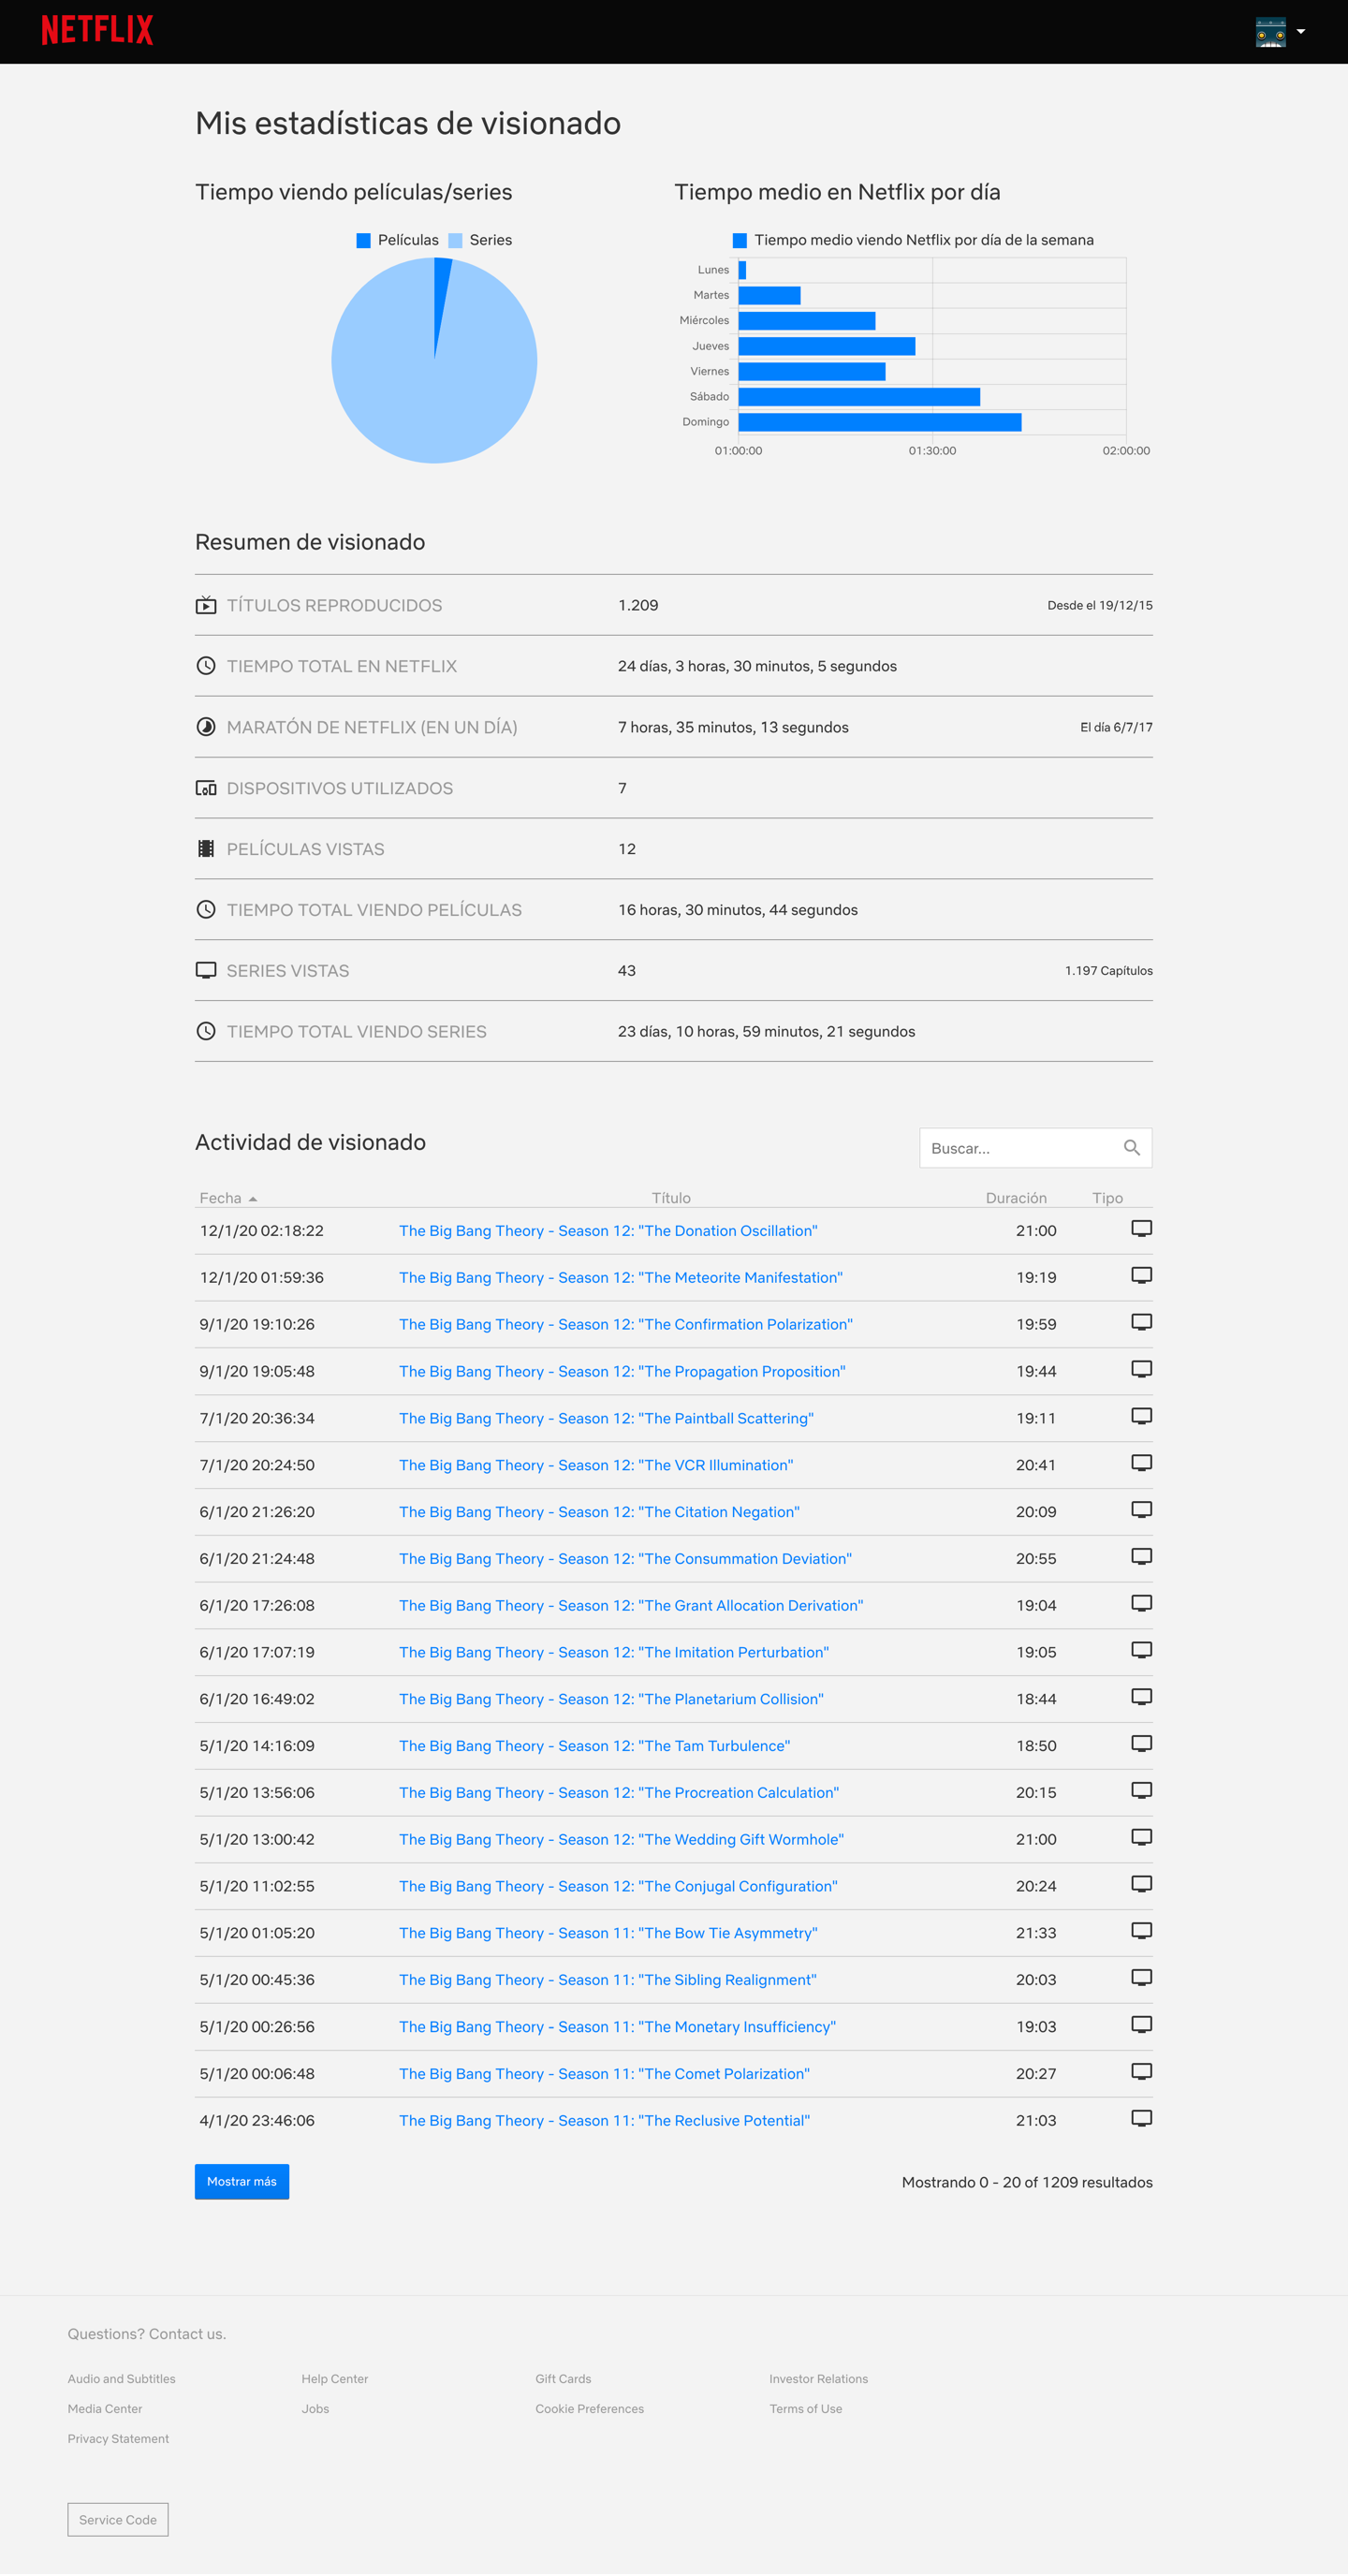 NETFLIX
Mis estadísticas de visionado
Tiempo viendo películas/series
Películas Series
Tiempo medio en Netflix por día
Tiempo medio viendo Netflix por día de la semana
Lunes
Martes
Miércoles
Jueves
Viernes
Sábado
Domingo
01:00:00 01:30:00 02:00:00
Resumen de visionado
TÍTULOS REPRODUCIDOS 1.209 Desde el 19/12/15
TIEMPO TOTAL EN NETFLIX 24 días, 3 horas, 30 minutos, 5 segundos
MARATÓN DE NETFLIX (EN UN DÍA) 7 horas, 35 minutos, 13 segundos El día 6/7/17
DISPOSITIVOS UTILIZADOS 7
PELÍCULAS VISTAS 12
TIEMPO TOTAL VIENDO PELÍCULAS 16 horas, 30 minutos, 44 segundos
SERIES VISTAS 43 1.197 Capítulos
TIEMPO TOTAL VIENDO SERIES 23 días, 10 horas, 59 minutos, 21 segundos
Actividad de visionado
Buscar...
Fecha Título Duración Tipo
12/1/20 02:18:22 The Big Bang Theory - Season 12: "The Donation Oscillation" 21:00
12/1/20 01:59:36 The Big Bang Theory - Season 12: "The Meteorite Manifestation" 19:19
9/1/20 19:10:26 The Big Bang Theory - Season 12: "The Confirmation Polarization" 19:59
9/1/20 19:05:48 The Big Bang Theory - Season 12: "The Propagation Proposition" 19:44
7/1/20 20:36:34 The Big Bang Theory - Season 12: "The Paintball Scattering" 19:11
7/1/20 20:24:50 The Big Bang Theory - Season 12: "The VCR Illumination" 20:41
6/1/20 21:26:20 The Big Bang Theory - Season 12: "The Citation Negation" 20:09
6/1/20 21:24:48 The Big Bang Theory - Season 12: "The Consummation Deviation" 20:55
6/1/20 17:26:08 The Big Bang Theory - Season 12: "The Grant Allocation Derivation" 19:04
6/1/20 17:07:19 The Big Bang Theory - Season 12: "The Imitation Perturbation" 19:05
6/1/20 16:49:02 The Big Bang Theory - Season 12: "The Planetarium Collision" 18:44
5/1/20 14:16:09 The Big Bang Theory - Season 12: "The Tam Turbulence" 18:50
5/1/20 13:56:06 The Big Bang Theory - Season 12: "The Procreation Calculation" 20:15
5/1/20 13:00:42 The Big Bang Theory - Season 12: "The Wedding Gift Wormhole" 21:00
5/1/20 11:02:55 The Big Bang Theory - Season 12: "The Conjugal Configuration" 20:24
5/1/20 01:05:20 The Big Bang Theory - Season 11: "The Bow Tie Asymmetry" 21:33
5/1/20 00:45:36 The Big Bang Theory - Season 11: "The Sibling Realignment" 20:03
5/1/20 00:26:56 The Big Bang Theory - Season 11: "The Monetary Insufficiency" 19:03
5/1/20 00:06:48 The Big Bang Theory - Season 11: "The Comet Polarization" 20:27
4/1/20 23:46:06 The Big Bang Theory - Season 11: "The Reclusive Potential" 21:03
Mostrar más Mostrando 0 - 20 of 1209 resultados
Questions? Contact us.
Audio and Subtitles Help Center Gift Cards Investor Relations
Media Center Jobs Cookie Preferences Terms of Use
Privacy Statement
Service Code